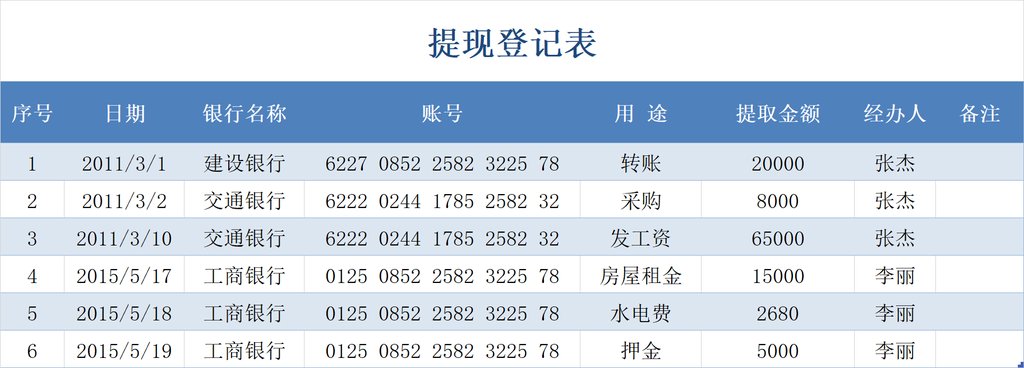 提现登记表
序号 日期 银行名称 账号 用 途 提取金额 经办人 备注
1 2011/3/1 建设银行 6227 0852 2582 3225 78 转账 20000 张杰
2 2011/3/2 交通银行 6222 0244 1785 2582 32 采购 8000 张杰
3 2011/3/10 交通银行 6222 0244 1785 2582 32 发工资 65000 张杰
4 2015/5/17 工商银行 0125 0852 2582 3225 78 房屋租金 15000 李丽
5 2015/5/18 工商银行 0125 0852 2582 3225 78 水电费 2680 李丽
6 2015/5/19 工商银行 0125 0852 2582 3225 78 押金 5000 李丽